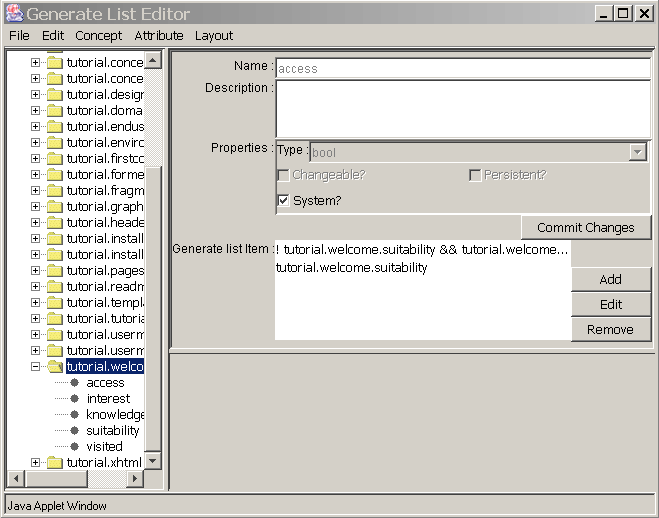 Generate List Editor
File Edit Concept Attribute Layout
tutorial.conce
tutorial.conce
tutorial.design
tutorial.doma
tutorial.endus
tutorial.enviro
tutorial.firstco
tutorial.forme
tutorial.fragm
tutorial.graph
tutorial.heade
tutorial.install
tutorial.install
tutorial.pages
tutorial.readm
tutorial.templa
tutorial.tutoria
tutorial.userm
tutorial.userm
tutorial.welco
access
interest
knowledge
suitability
visited
tutorial.xhtml
Name : access
Description :
Properties : Type : bool
Changeable? Persistent?
System?
Commit Changes
Generate list Item : ! tutorial.welcome.suitability && tutorial.welcome...
tutorial.welcome.suitability
Add
Edit
Remove
Java Applet Window